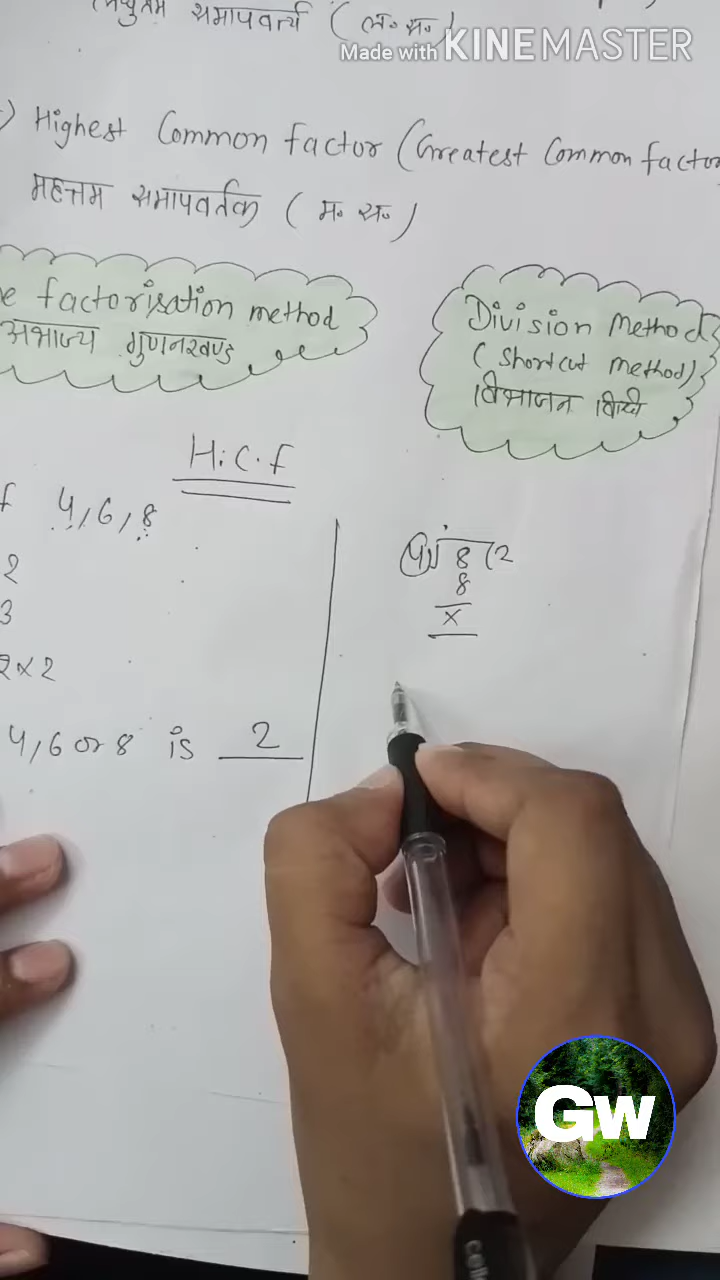 समापवर्त्य (ल॰ स॰)
Made with KINEMASTER
) Highest Common factor (Greatest Common factor
महत्तम समापवर्तक ( म॰ स॰ )
e factorisation method
अभाज्य गुणनखण्ड
Division Method
(Shortcut method)
विभाजन विधि
H.C.f
f 4, 6, 8
2
3
2 x 2
4, 6 or 8 is 2
4) 8 (2
8
x
Gw